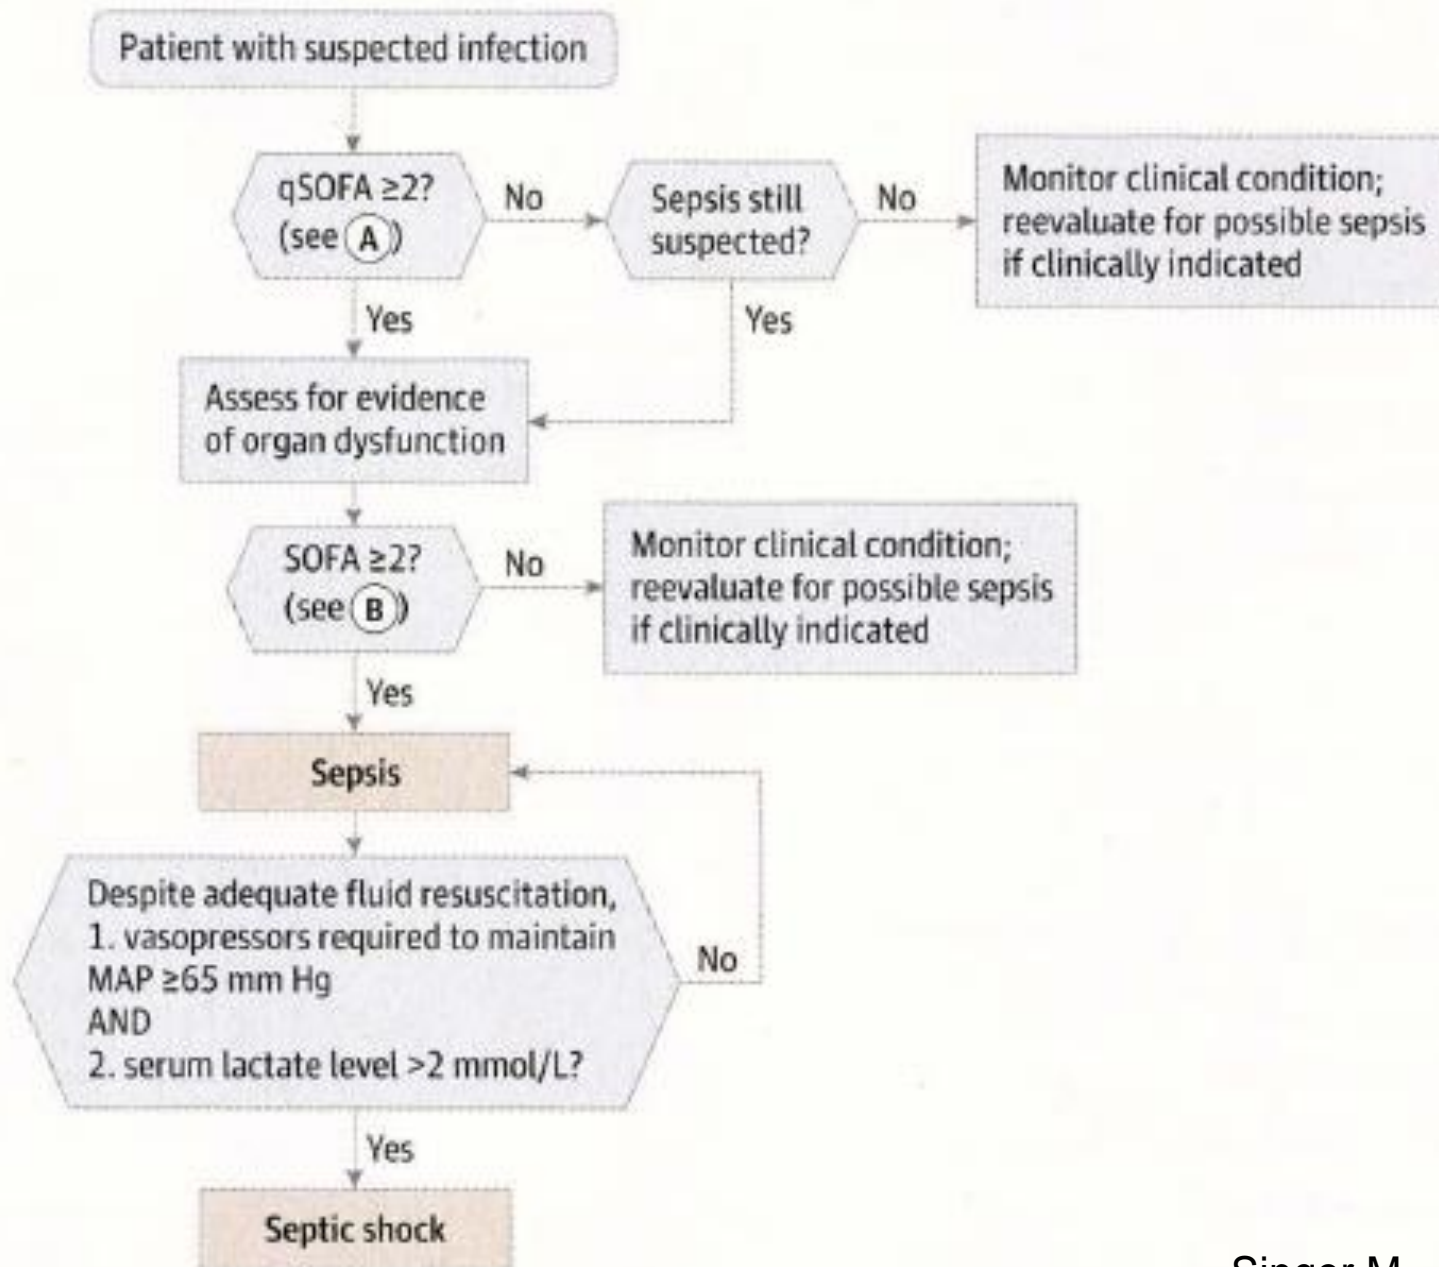 Patient with suspected infection
qSOFA ≥2?
(see A)
No
Sepsis still
suspected?
No
Monitor clinical condition;
reevaluate for possible sepsis
if clinically indicated
Yes
Yes
Assess for evidence
of organ dysfunction
SOFA ≥2?
(see B)
No
Monitor clinical condition;
reevaluate for possible sepsis
if clinically indicated
Yes
Sepsis
Despite adequate fluid resuscitation,
1. vasopressors required to maintain
MAP ≥65 mm Hg
AND
2. serum lactate level >2 mmol/L?
No
Yes
Septic shock
Singer M